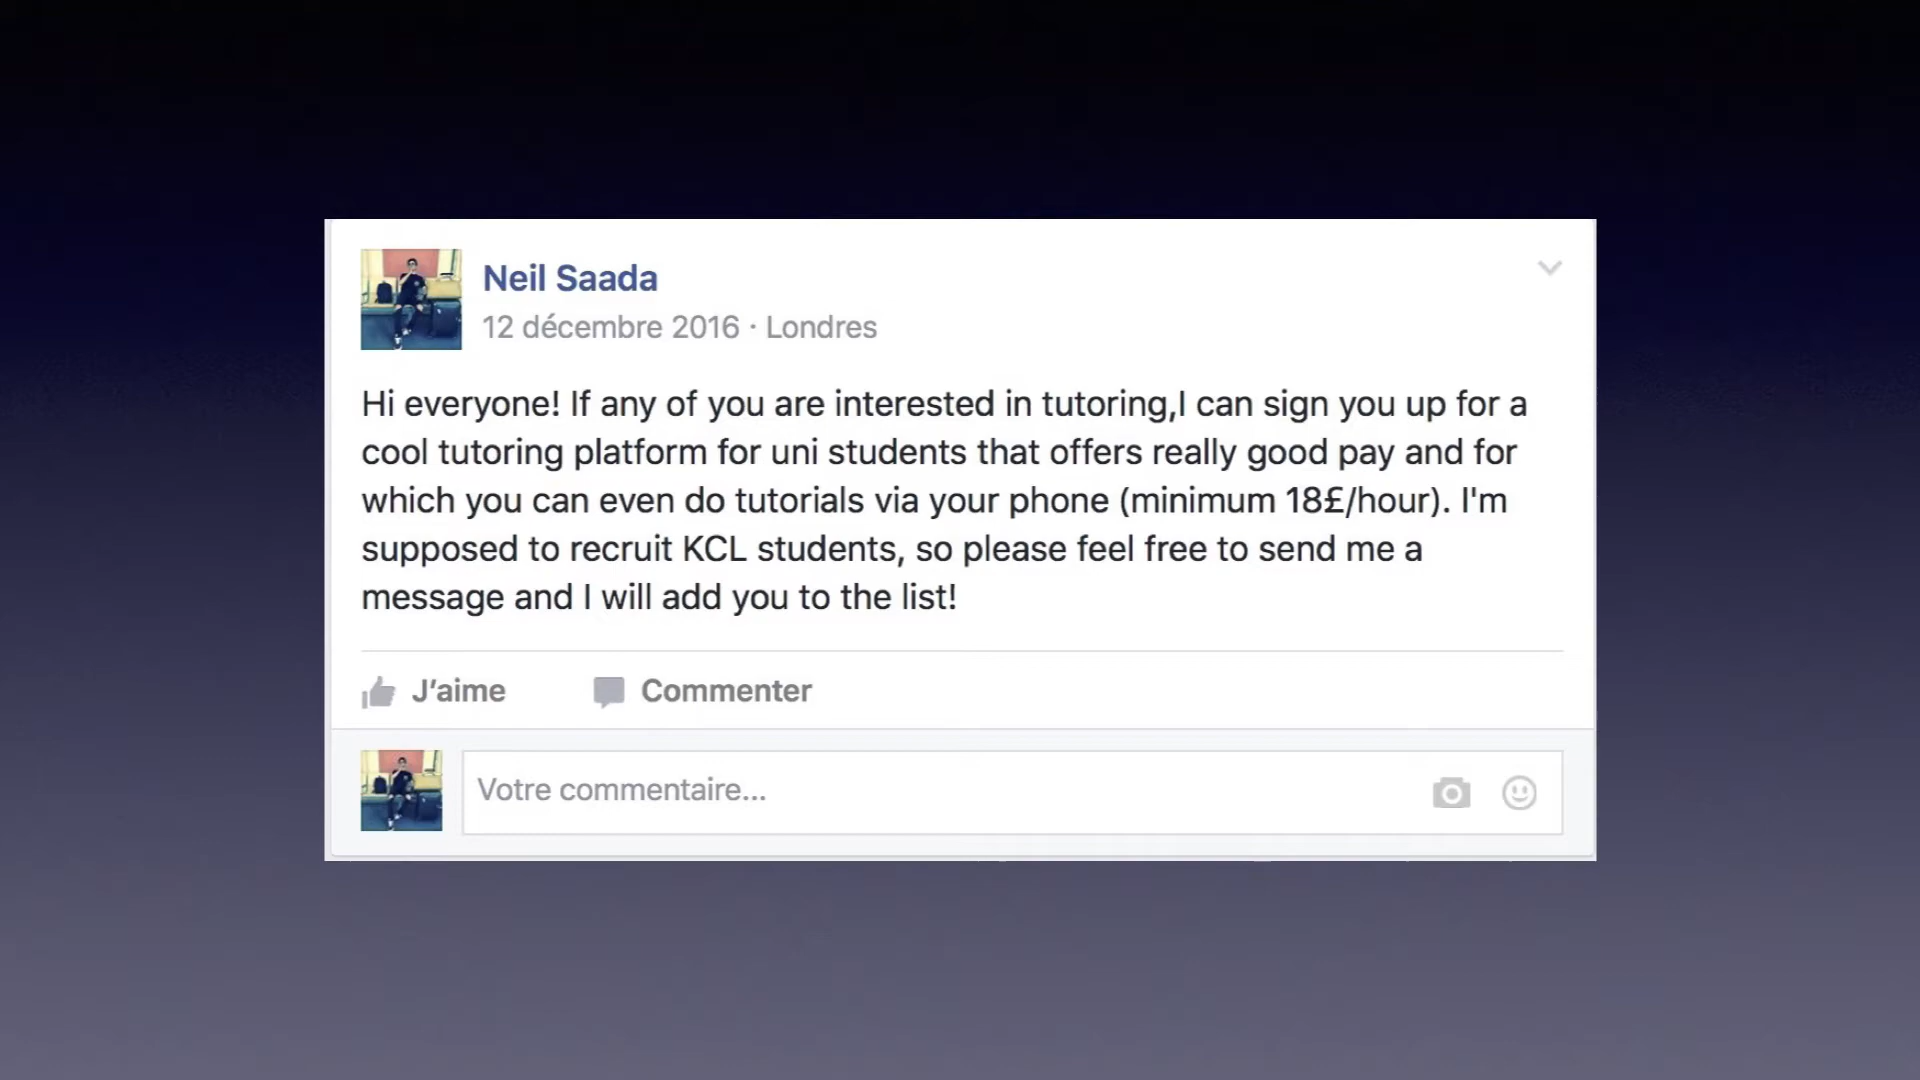 Neil Saada
12 décembre 2016 · Londres
Hi everyone! If any of you are interested in tutoring,I can sign you up for a
cool tutoring platform for uni students that offers really good pay and for
which you can even do tutorials via your phone (minimum 18£/hour). I'm
supposed to recruit KCL students, so please feel free to send me a
message and I will add you to the list!
J’aime Commenter
Votre commentaire...